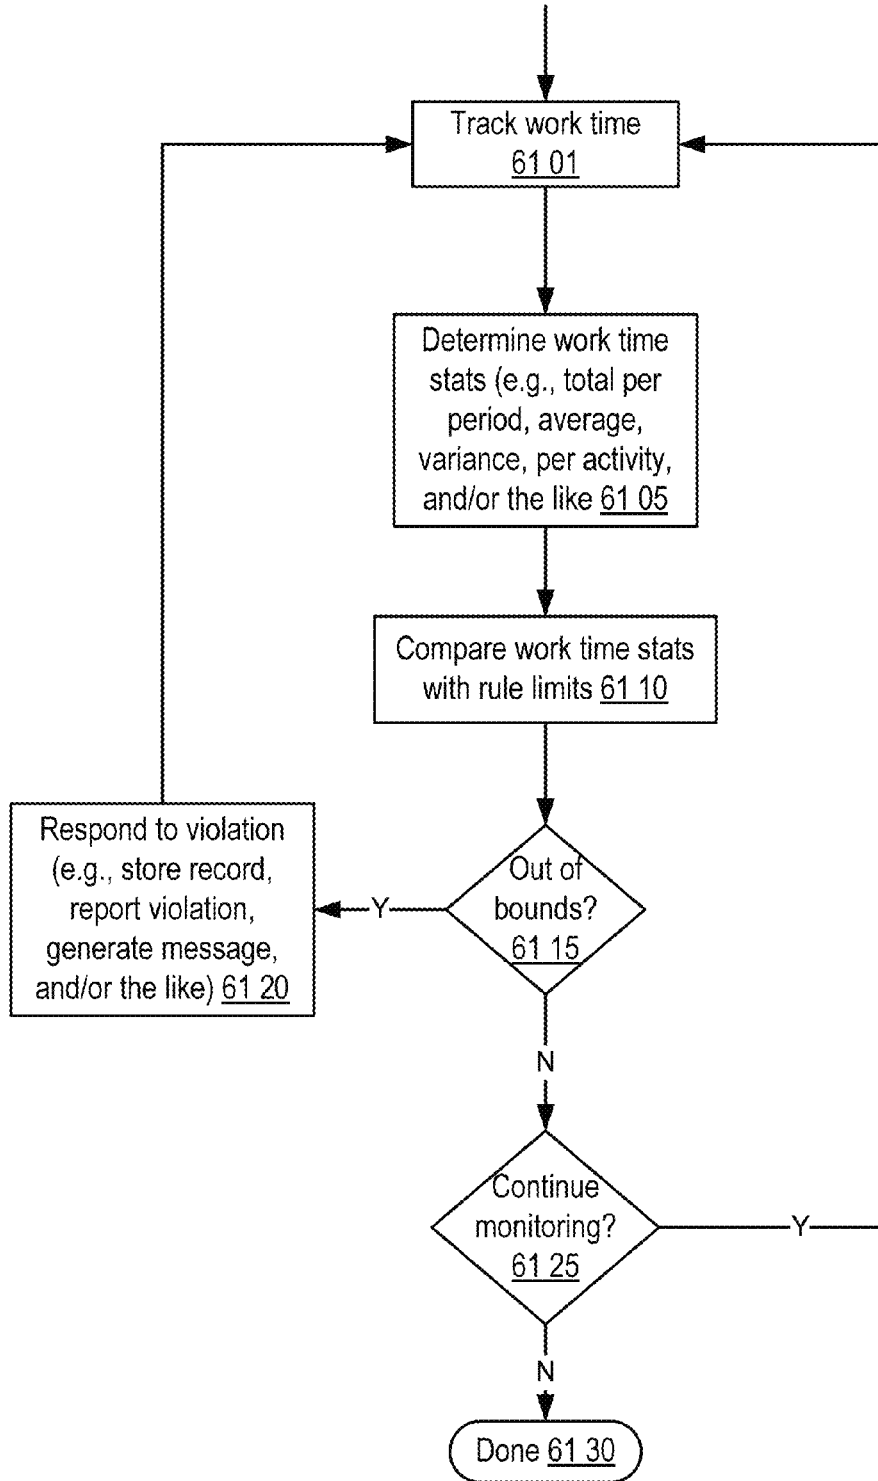 Track work time
61 01
Determine work time
stats (e.g., total per
period, average,
variance, per activity,
and/or the like 61 05
Compare work time stats
with rule limits 61 10
Out of
bounds?
61 15
Y
Respond to violation
(e.g., store record,
report violation,
generate message,
and/or the like) 61 20
N
Continue
monitoring?
61 25
Y
N
Done 61 30